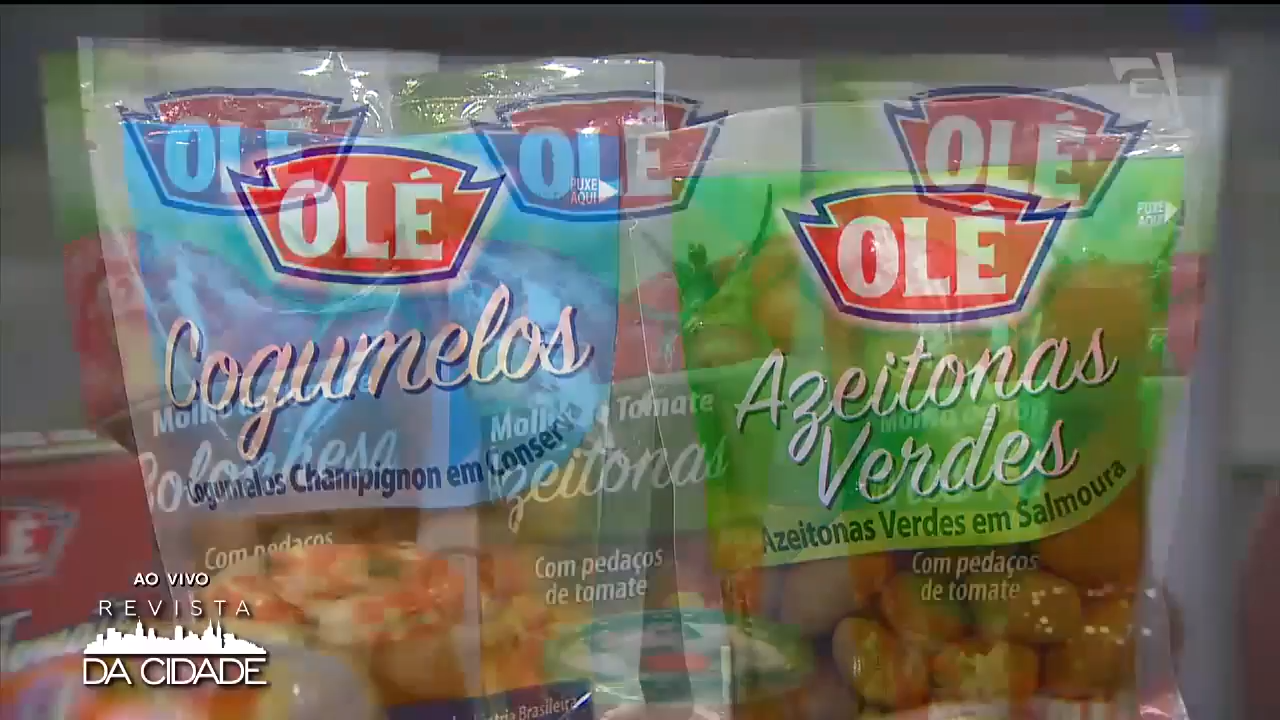 OLÉ
OLÉ
OLÉ
OLÉ
OLÉ
PUXE
AQUI
PUXE
AQUI
Cogumelos
Cogumelos Champignon em Conserva
Azeitonas
Verdes
Azeitonas Verdes em Salmoura
Molho de Tomate
Bolonhesa
Molho de Tomate
Azeitonas
Com pedaços
Com pedaços
de tomate
Com pedaços
de tomate
Indústria Brasileira
AO VIVO
REVISTA
DA CIDADE